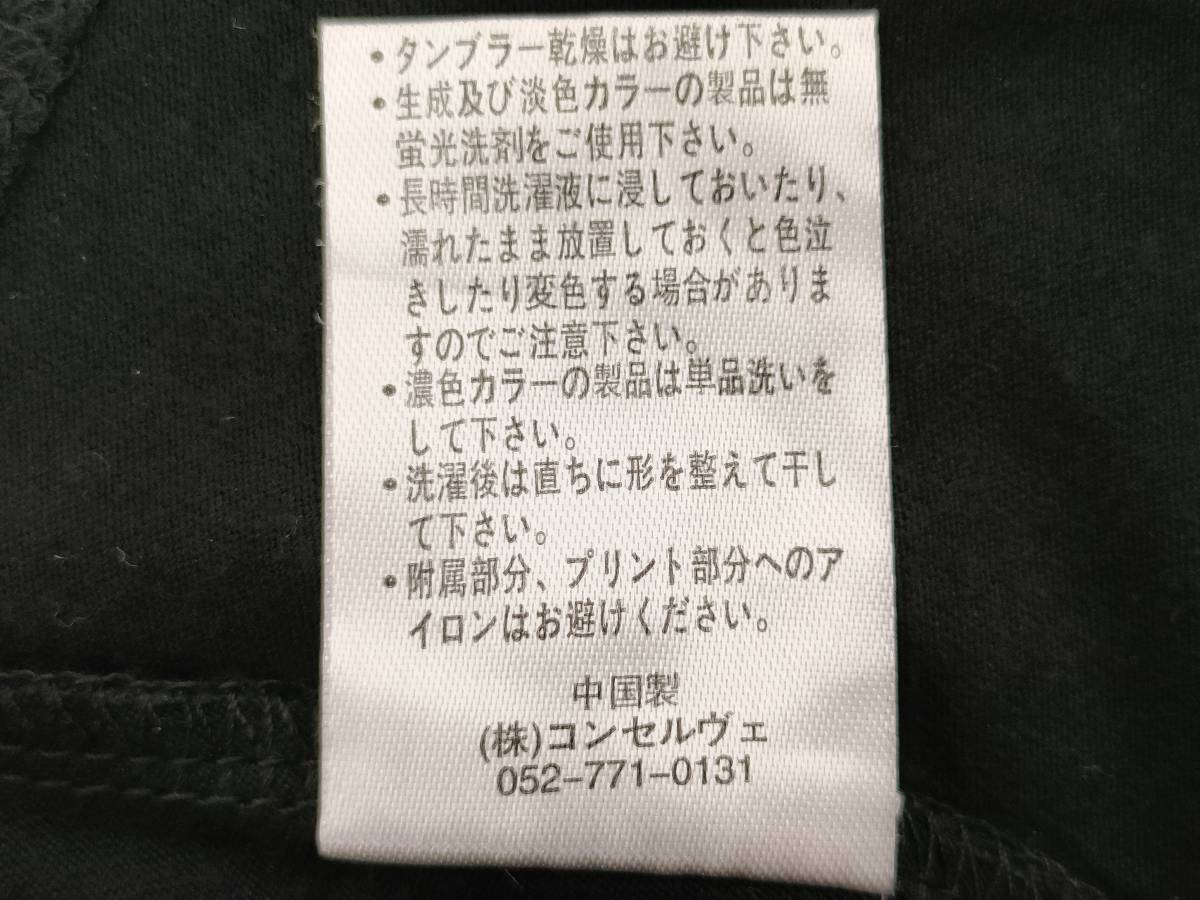 ・タンブラー乾燥はお避け下さい。
・生成及び淡色カラーの製品は無
蛍光洗剤をご使用下さい。
・長時間洗濯液に浸しておいたり、
濡れたまま放置しておくと色泣
きしたり変色する場合がありま
すのでご注意下さい。
・濃色カラーの製品は単品洗いを
して下さい。
・洗濯後は直ちに形を整えて干し
て下さい。
・附属部分、プリント部分へのア
イロンはお避けください。
中国製
(株)コンセルヴェ
052-771-0131